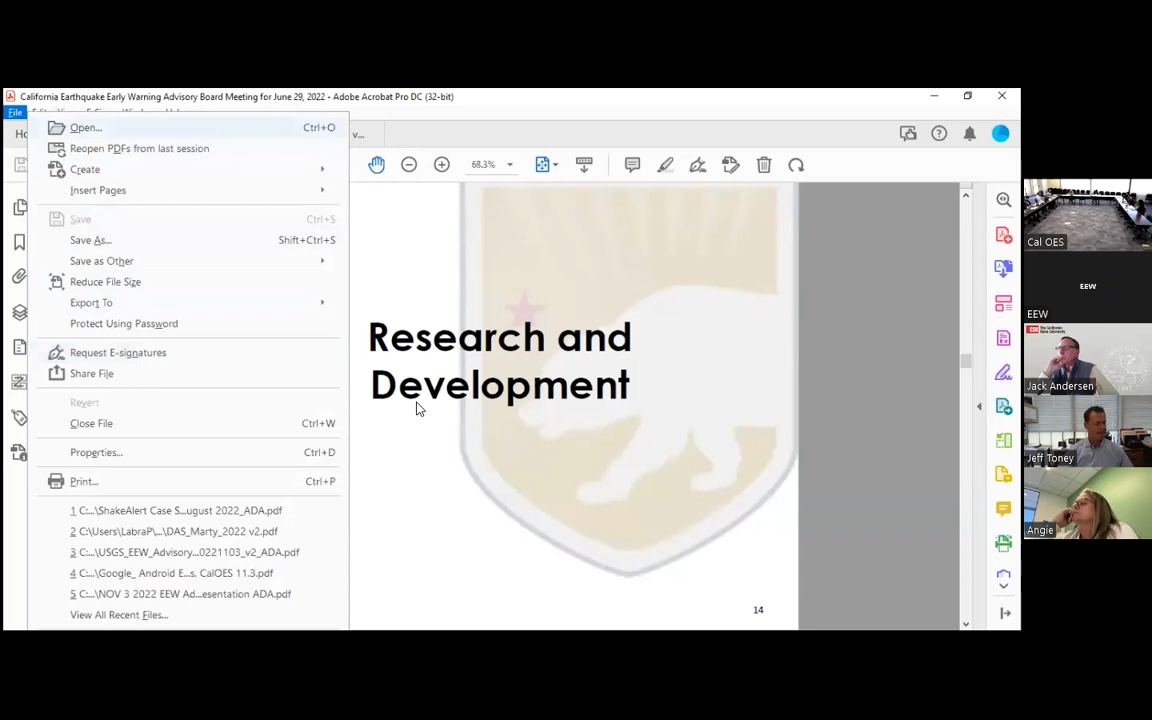 California Earthquake Early Warning Advisory Board Meeting for June 29, 2022 - Adobe Acrobat Pro DC (32-bit)
File
Open... Ctrl+O
Reopen PDFs from last session
Create
Insert Pages
Save Ctrl+S
Save As... Shift+Ctrl+S
Save as Other
Reduce File Size
Export To
Protect Using Password
Request E-signatures
Share File
Revert
Close File Ctrl+W
Properties... Ctrl+D
Print... Ctrl+P
1 C:...\ShakeAlert Case S...ugust 2022_ADA.pdf
2 C:\Users\LabraP\...\DAS_Marty_2022 v2.pdf
3 C:...\USGS_EEW_Advisory...0221103_v2_ADA.pdf
4 C:...\Google_ Android E...s, CalOES 11.3.pdf
5 C:...\NOV 3 2022 EEW Ad...esentation ADA.pdf
View All Recent Files...
v...
68.3%
Research and
Development
14
Cal OES
EEW
EEW
Jack Andersen
Jeff Toney
Angie